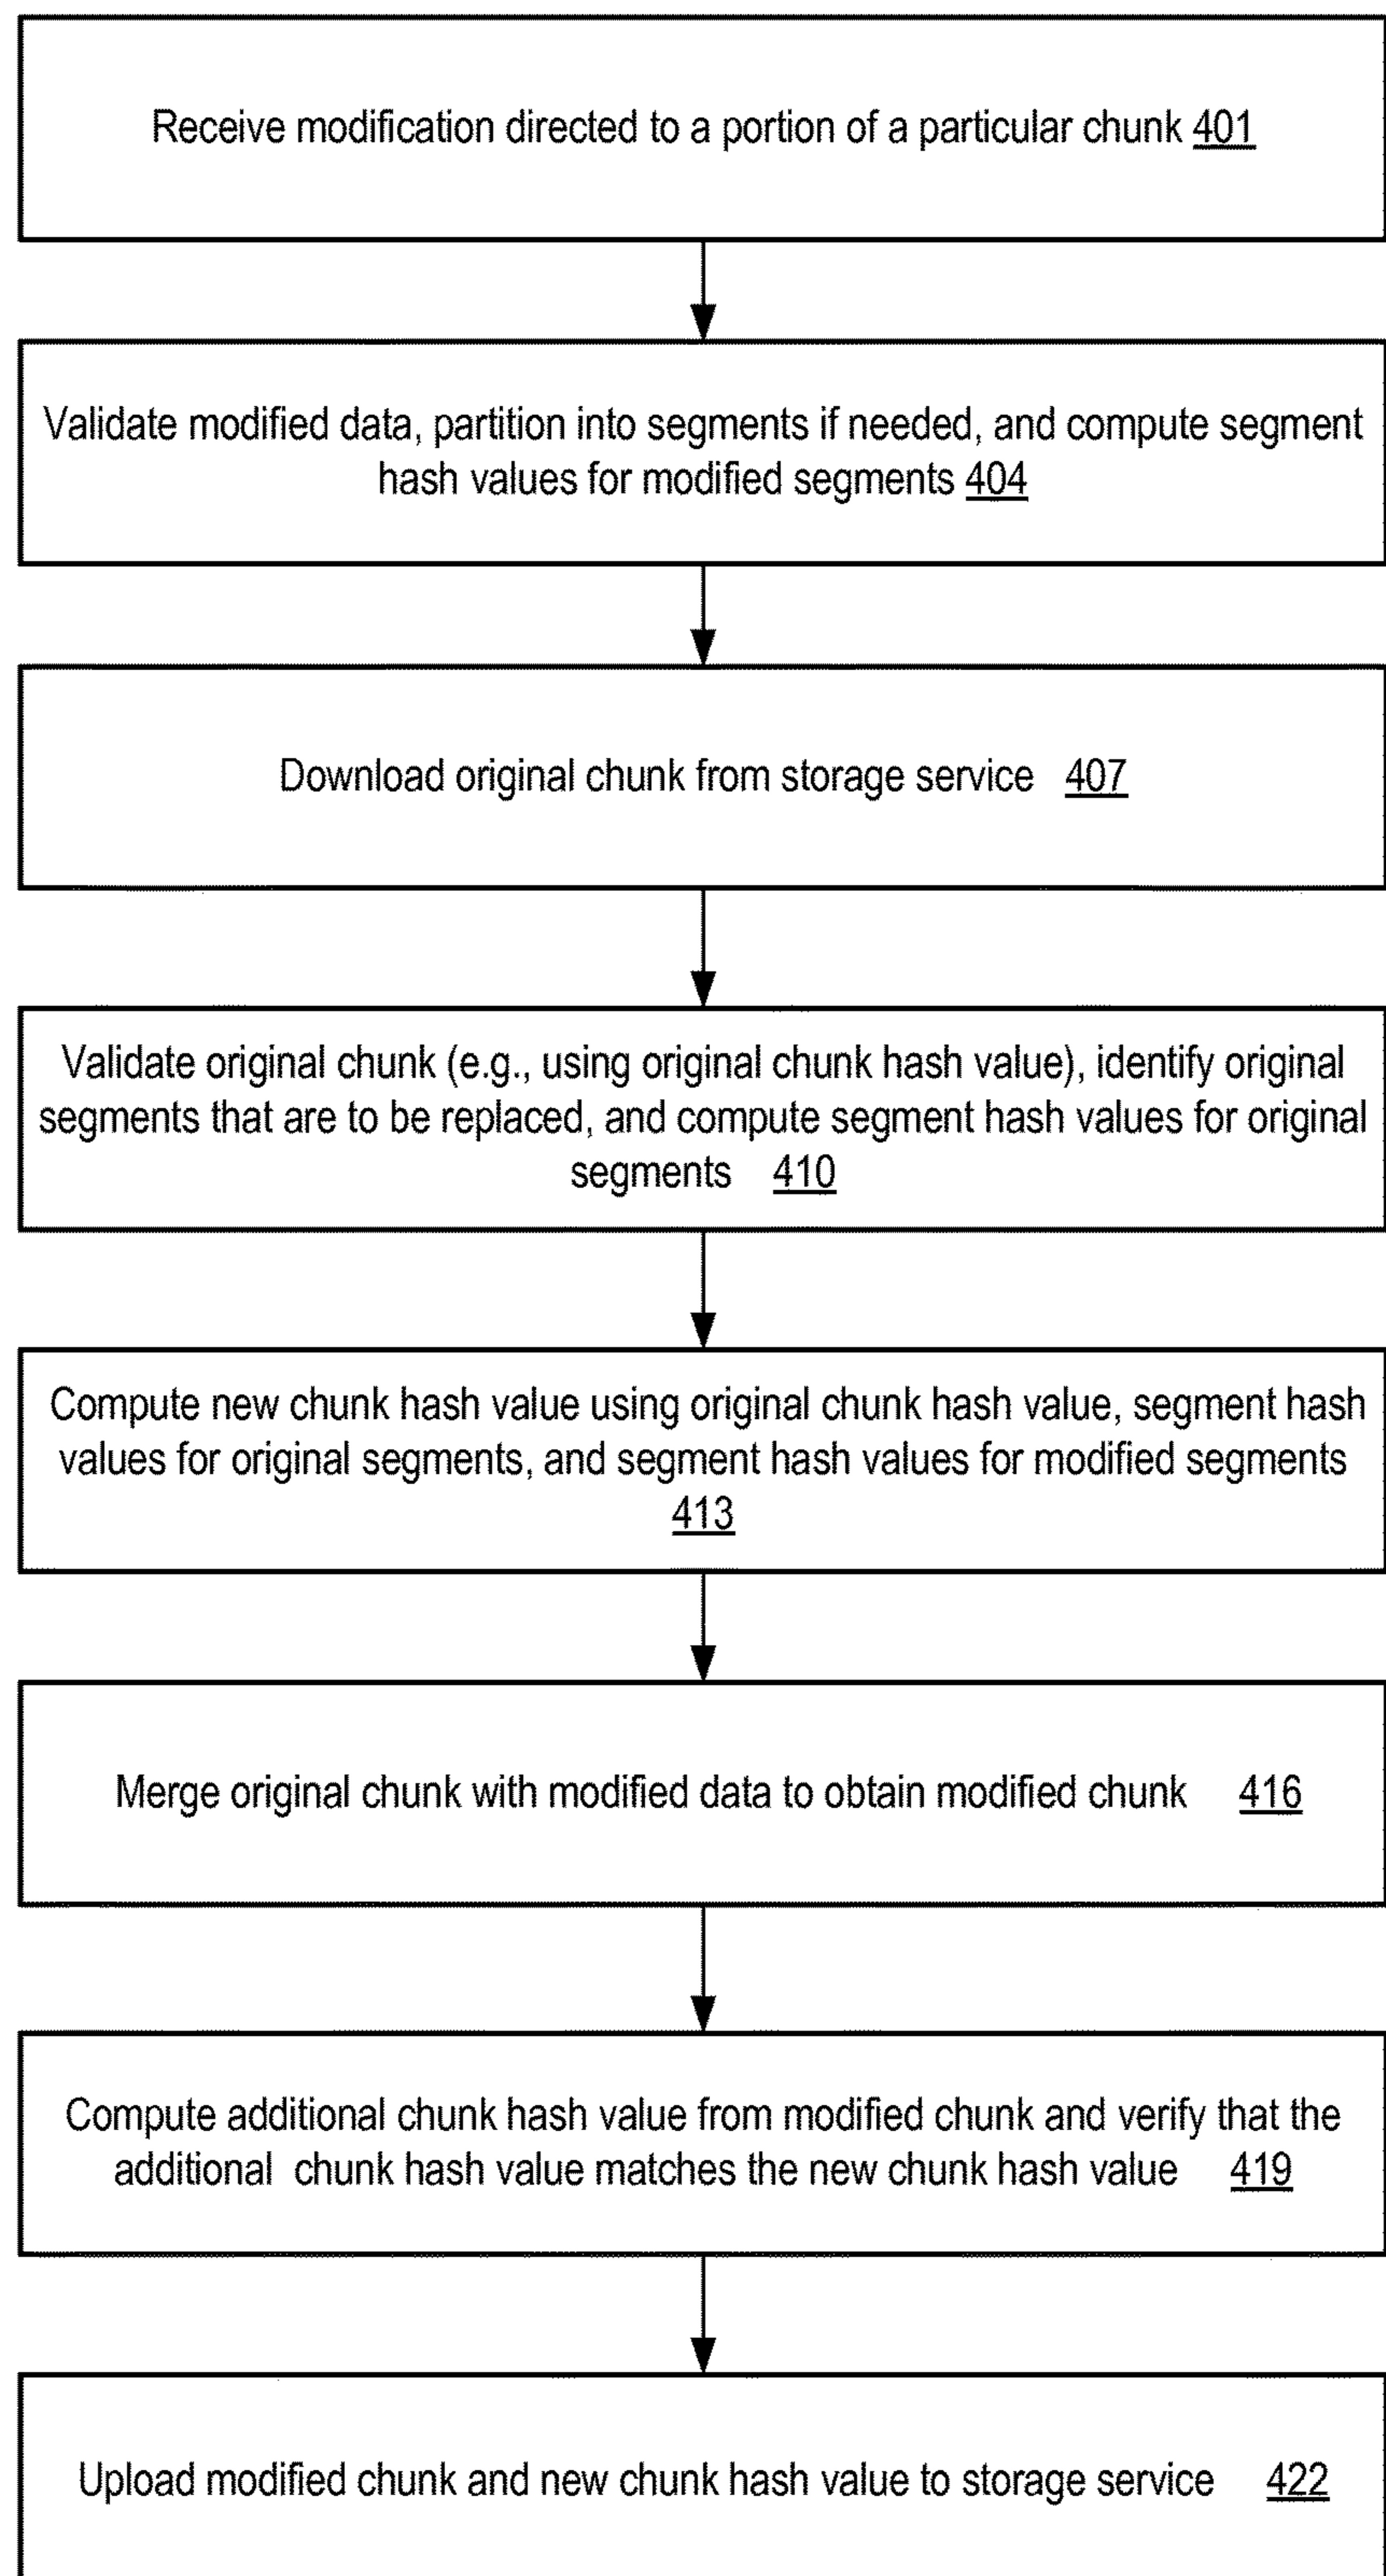 Receive modification directed to a portion of a particular chunk 401
Validate modified data, partition into segments if needed, and compute segment
hash values for modified segments 404
Download original chunk from storage service 407
Validate original chunk (e.g., using original chunk hash value), identify original
segments that are to be replaced, and compute segment hash values for original
segments 410
Compute new chunk hash value using original chunk hash value, segment hash
values for original segments, and segment hash values for modified segments
413
Merge original chunk with modified data to obtain modified chunk 416
Compute additional chunk hash value from modified chunk and verify that the
additional chunk hash value matches the new chunk hash value 419
Upload modified chunk and new chunk hash value to storage service 422